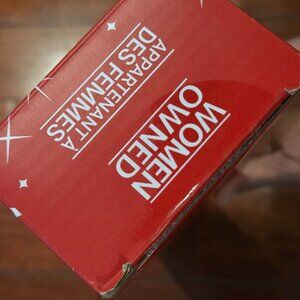 WOMEN
OWNED
APPARTENANT À
DES FEMMES